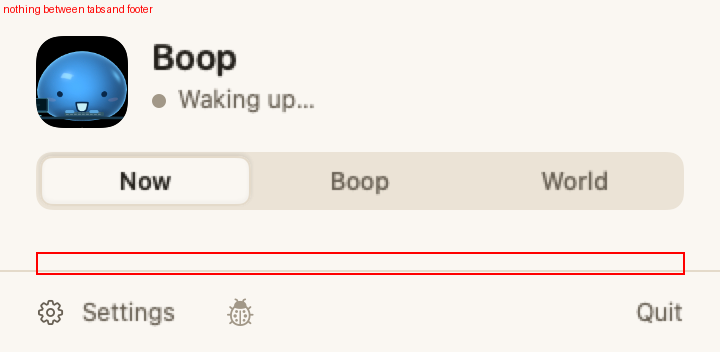 nothing between tabs and footer
Boop
Waking up...
Now
Boop
World
Settings
Quit